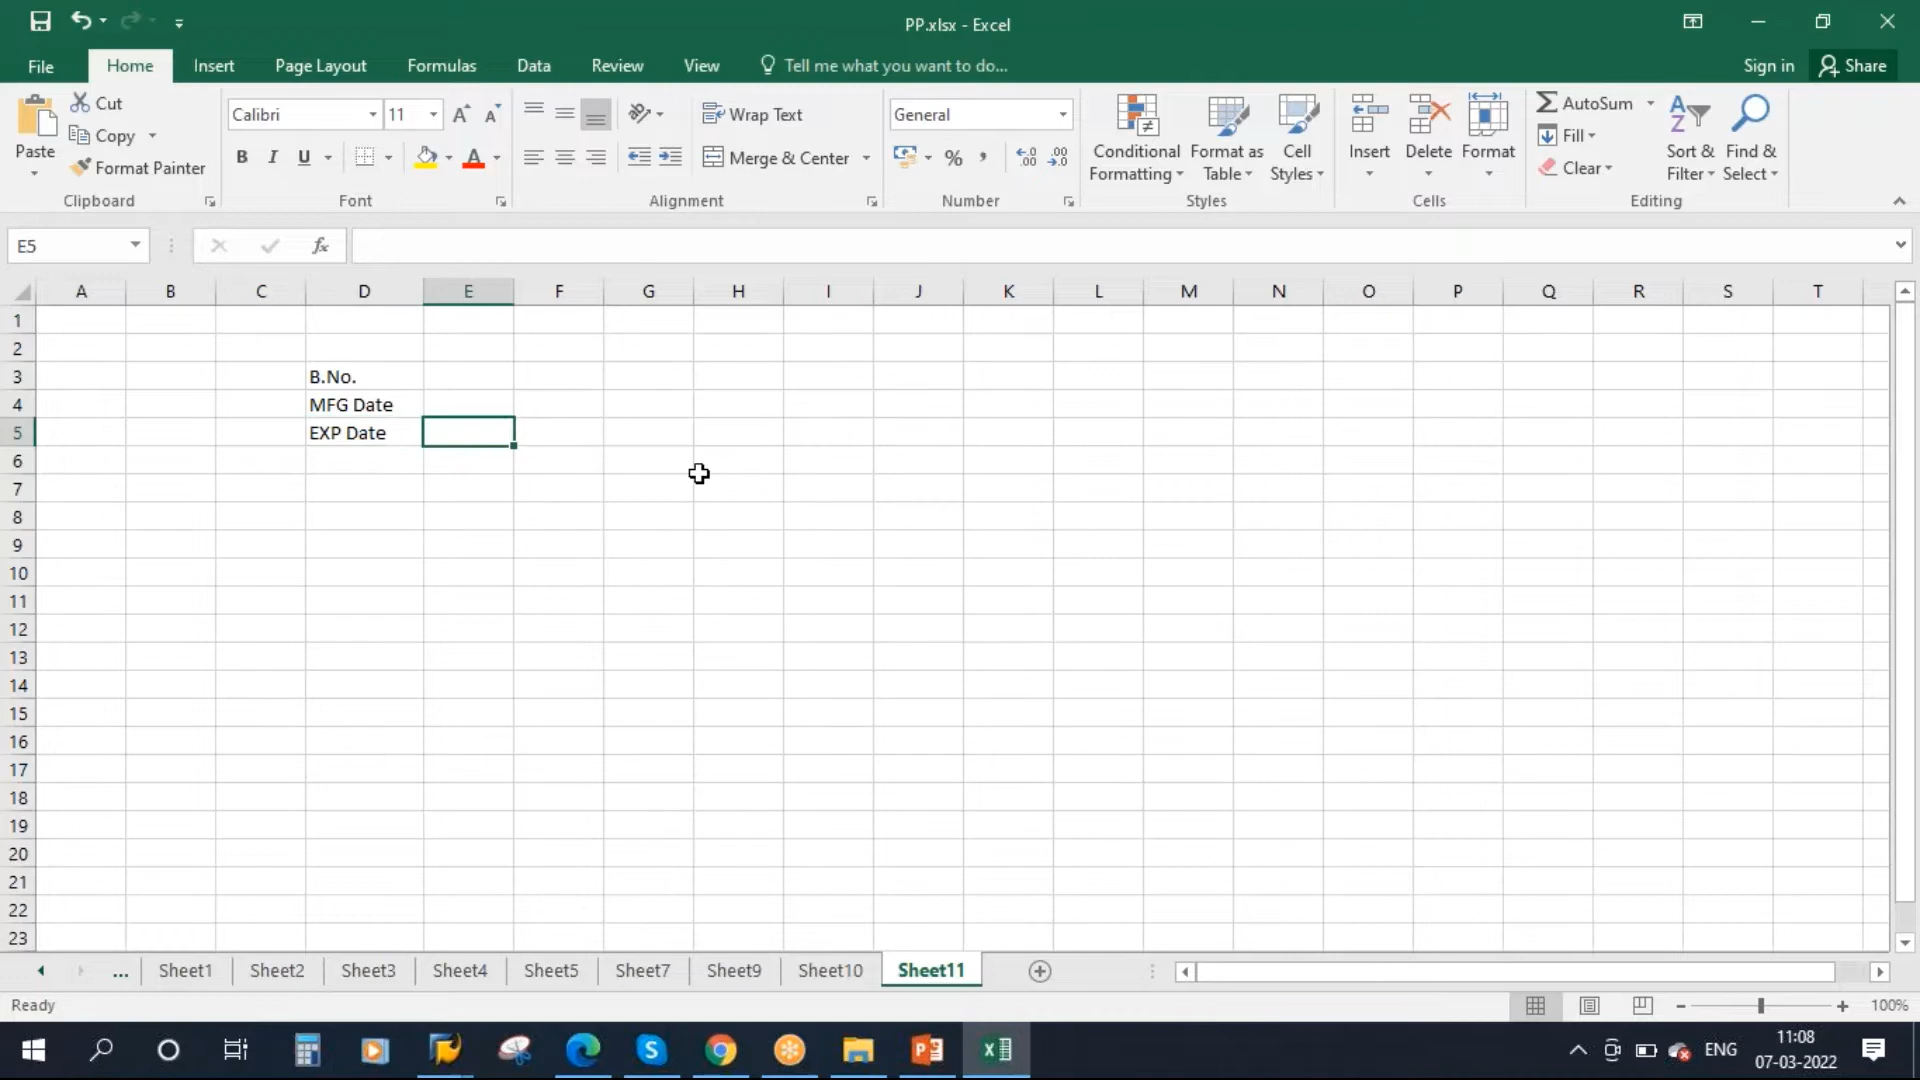 PP.xlsx - Excel
File Home Insert Page Layout Formulas Data Review View Tell me what you want to do... Sign in Share
Paste Cut Copy Format Painter Clipboard
Calibri 11 B I U A Font
Wrap Text Merge & Center Alignment
General % Number
Conditional Formatting Format as Table Cell Styles Styles
Insert Delete Format Cells
AutoSum Fill Clear Sort & Filter Find & Select Editing
E5 fx
A B C D E F G H I J K L M N O P Q R S T
1
2
3 B.No.
4 MFG Date
5 EXP Date
6
7
8
9
10
11
12
13
14
15
16
17
18
19
20
21
22
23
... Sheet1 Sheet2 Sheet3 Sheet4 Sheet5 Sheet7 Sheet9 Sheet10 Sheet11
Ready 100%
ENG 11:08
07-03-2022